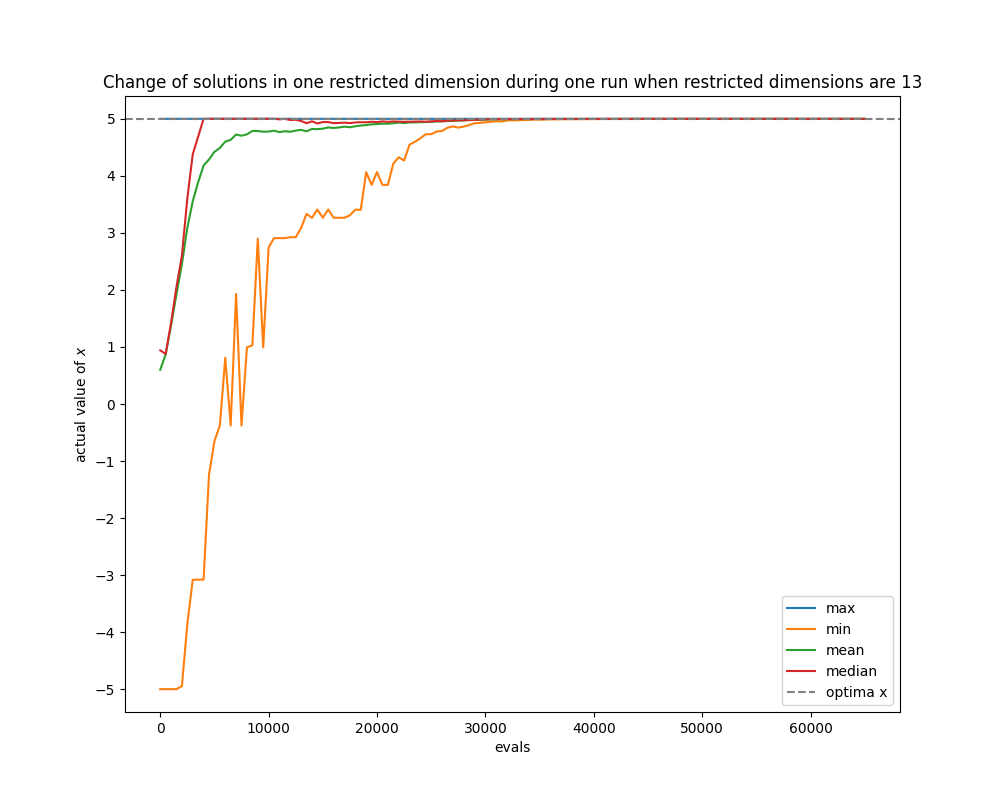 Change of solutions in one restricted dimension during one run when restricted dimensions are 13
actual value of x
5
4
3
2
1
0
−1
−2
−3
−4
−5
0 10000 20000 30000 40000 50000 60000
evals
max
min
mean
median
optima x